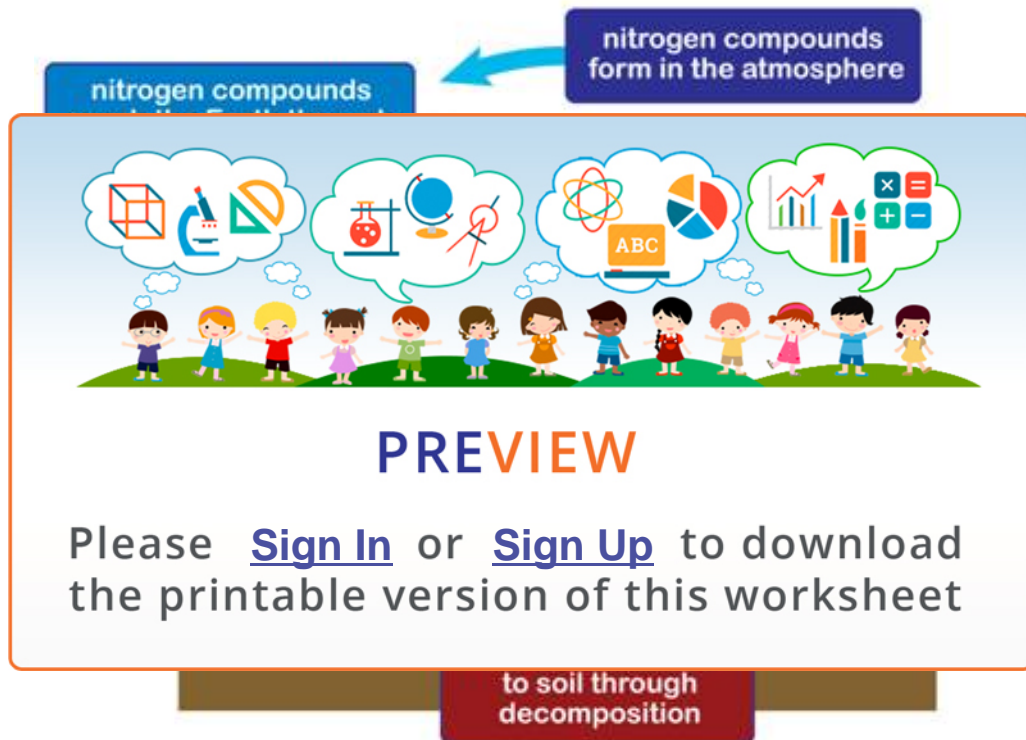 nitrogen compounds
form in the atmosphere
nitrogen compounds
ABC
PREVIEW
Please Sign In or Sign Up to download
the printable version of this worksheet
to soil through
decomposition